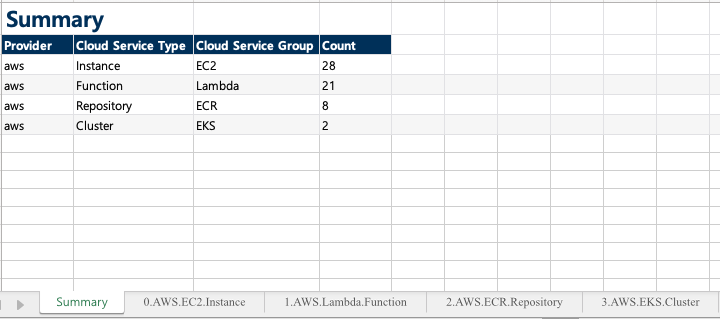 Summary
Provider Cloud Service Type Cloud Service Group Count
aws Instance EC2 28
aws Function Lambda 21
aws Repository ECR 8
aws Cluster EKS 2
Summary 0.AWS.EC2.Instance 1.AWS.Lambda.Function 2.AWS.ECR.Repository 3.AWS.EKS.Cluster